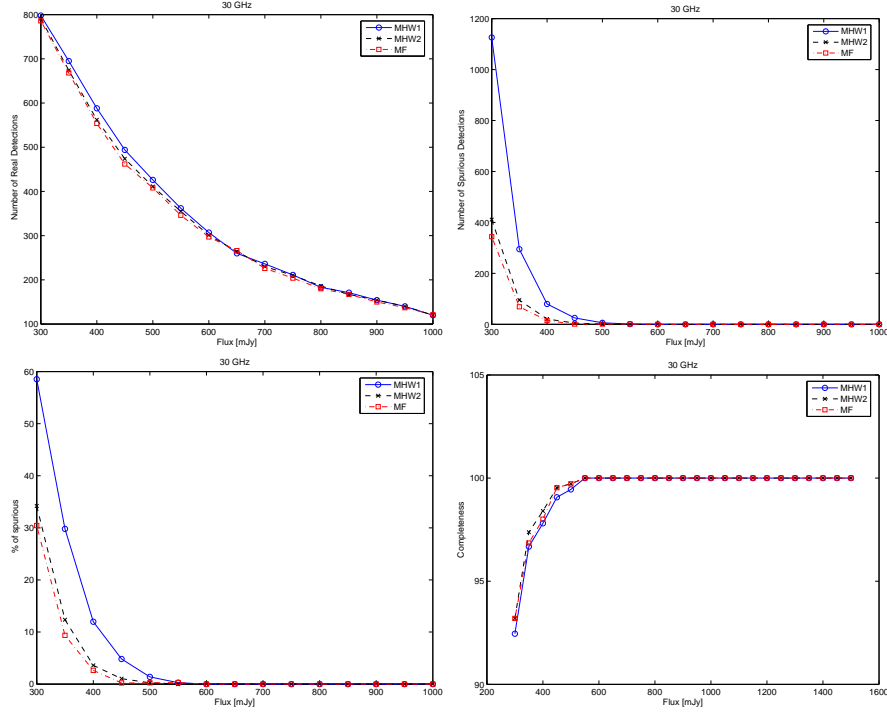 30 GHz
800
700
600
500
400
300
200
100
300 400 500 600 700 800 900 1000
Number of Real Detections
Flux [mJy]
MHW1
MHW2
MF
30 GHz
1200
1000
800
600
400
200
0
300 400 500 600 700 800 900 1000
Number of Spurious Detections
Flux [mJy]
MHW1
MHW2
MF
30 GHz
60
50
40
30
20
10
0
300 400 500 600 700 800 900 1000
% of spurious
Flux [mJy]
MHW1
MHW2
MF
30 GHz
105
100
95
90
200 400 600 800 1000 1200 1400 1600
Completeness
Flux [mJy]
MHW1
MHW2
MF